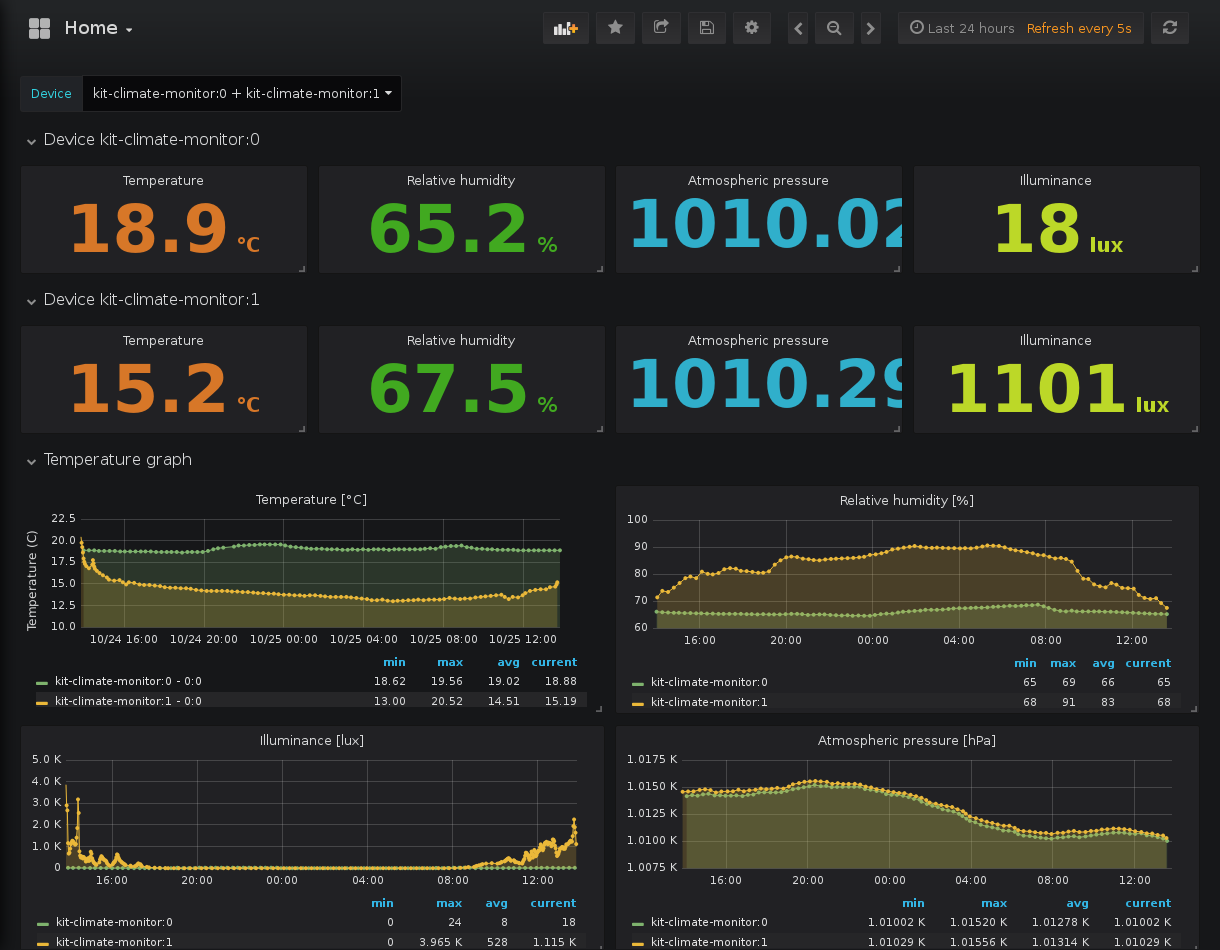 Home
Last 24 hours Refresh every 5s
Device kit-climate-monitor:0 + kit-climate-monitor:1
Device kit-climate-monitor:0
Temperature Relative humidity Atmospheric pressure Illuminance
18.9 °C 65.2 % 1010.02 18 lux
Device kit-climate-monitor:1
Temperature Relative humidity Atmospheric pressure Illuminance
15.2 °C 67.5 % 1010.29 1101 lux
Temperature graph
Temperature [°C]
Temperature (C)
22.5
20.0
17.5
15.0
12.5
10.0
10/24 16:00 10/24 20:00 10/25 00:00 10/25 04:00 10/25 08:00 10/25 12:00
min max avg current
kit-climate-monitor:0 - 0:0 18.62 19.56 19.02 18.88
kit-climate-monitor:1 - 0:0 13.00 20.52 14.51 15.19
Relative humidity [%]
100
90
80
70
60
16:00 20:00 00:00 04:00 08:00 12:00
min max avg current
kit-climate-monitor:0 65 69 66 65
kit-climate-monitor:1 68 91 83 68
Illuminance [lux]
5.0 K
4.0 K
3.0 K
2.0 K
1.0 K
0
16:00 20:00 00:00 04:00 08:00 12:00
min max avg current
kit-climate-monitor:0 0 24 8 18
kit-climate-monitor:1 0 3.965 K 528 1.115 K
Atmospheric pressure [hPa]
1.0175 K
1.0150 K
1.0125 K
1.0100 K
1.0075 K
16:00 20:00 00:00 04:00 08:00 12:00
min max avg current
kit-climate-monitor:0 1.01002 K 1.01520 K 1.01278 K 1.01002 K
kit-climate-monitor:1 1.01029 K 1.01556 K 1.01314 K 1.01029 K